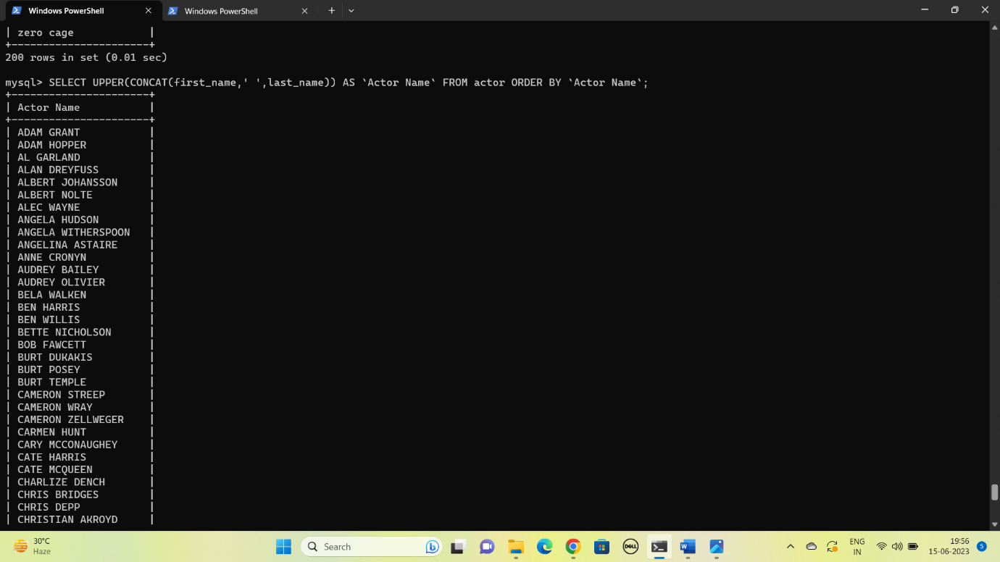 Windows PowerShell
Windows PowerShell
| zero cage |
+----------------------+
200 rows in set (0.01 sec)
mysql> SELECT UPPER(CONCAT(first_name,' ',last_name)) AS `Actor Name` FROM actor ORDER BY `Actor Name`;
+----------------------+
| Actor Name |
+----------------------+
| ADAM GRANT |
| ADAM HOPPER |
| AL GARLAND |
| ALAN DREYFUSS |
| ALBERT JOHANSSON |
| ALBERT NOLTE |
| ALEC WAYNE |
| ANGELA HUDSON |
| ANGELA WITHERSPOON |
| ANGELINA ASTAIRE |
| ANNE CRONYN |
| AUDREY BAILEY |
| AUDREY OLIVIER |
| BELA WALKEN |
| BEN HARRIS |
| BEN WILLIS |
| BETTE NICHOLSON |
| BOB FAWCETT |
| BURT DUKAKIS |
| BURT POSEY |
| BURT TEMPLE |
| CAMERON STREEP |
| CAMERON WRAY |
| CAMERON ZELLWEGER |
| CARMEN HUNT |
| CARY MCCONAUGHEY |
| CATE HARRIS |
| CATE MCQUEEN |
| CHARLIZE DENCH |
| CHRIS BRIDGES |
| CHRIS DEPP |
| CHRISTIAN AKROYD |
30°C
Haze
Search
DELL
W
ENG
IN
19:56
15-06-2023
5